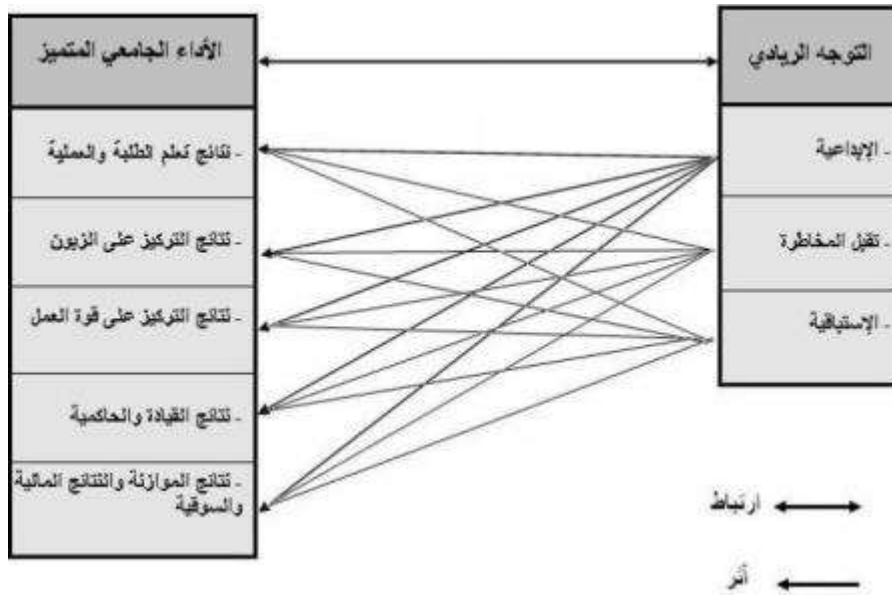 التوجه الريادي
- الإبداعية
- تقبل المخاطرة
- الإستباقية
الأداء الجامعي المتميز
- نتائج تعلم الطلبة والعملية
- نتائج التركيز على الزبون
- نتائج التركيز على قوة العمل
- نتائج القيادة والحاكمية
- نتائج الموازنة والنتائج المالية
والسوقية
ارتباط
أثر